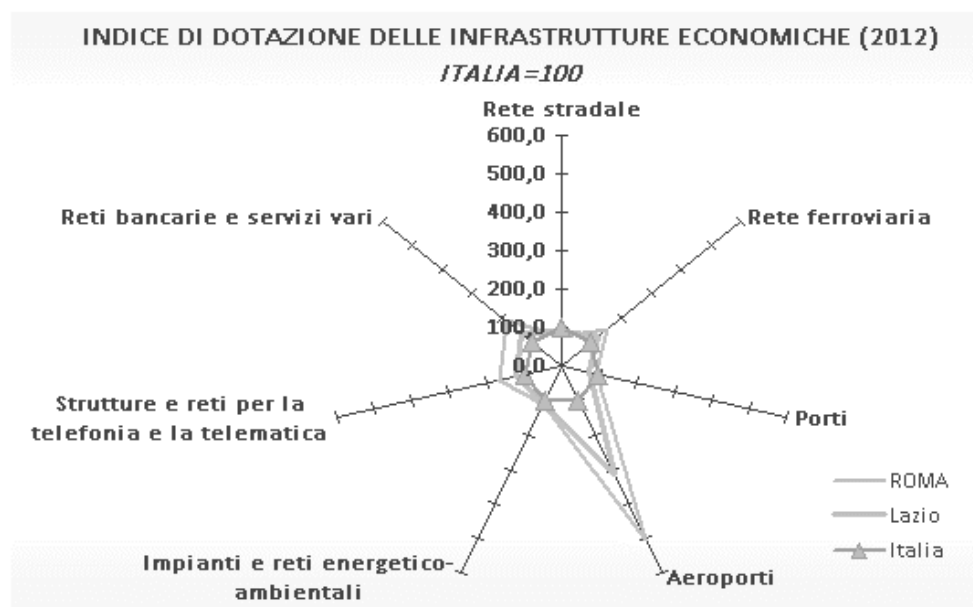 INDICE DI DOTAZIONE DELLE INFRASTRUTTURE ECONOMICHE (2012)
ITALIA=100
Rete stradale
600,0
500,0
400,0
300,0
200,0
100,0
0,0
Reti bancarie e servizi vari
Rete ferroviaria
Strutture e reti per la
telefonia e la telematica
Porti
ROMA
Lazio
Italia
Impianti e reti energetico-
ambientali
Aeroporti